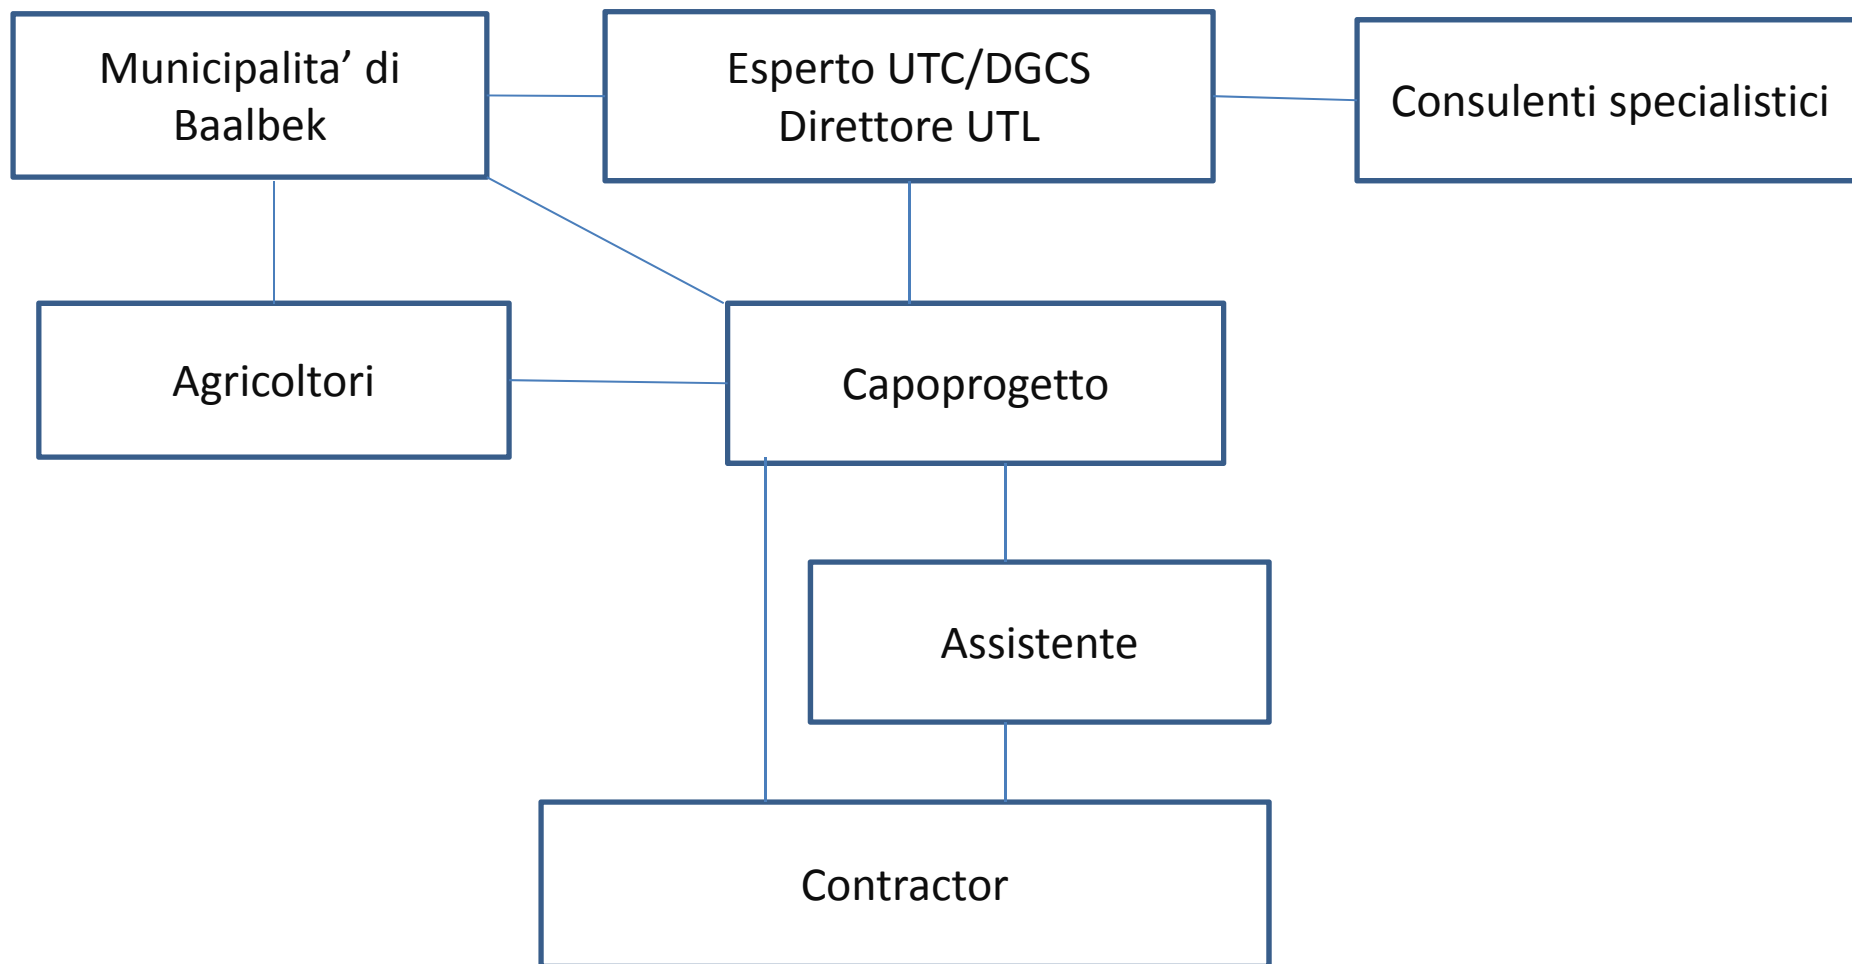 Municipalita’ di
Baalbek
Esperto UTC/DGCS
Direttore UTL
Consulenti specialistici
Agricoltori
Capoprogetto
Assistente
Contractor